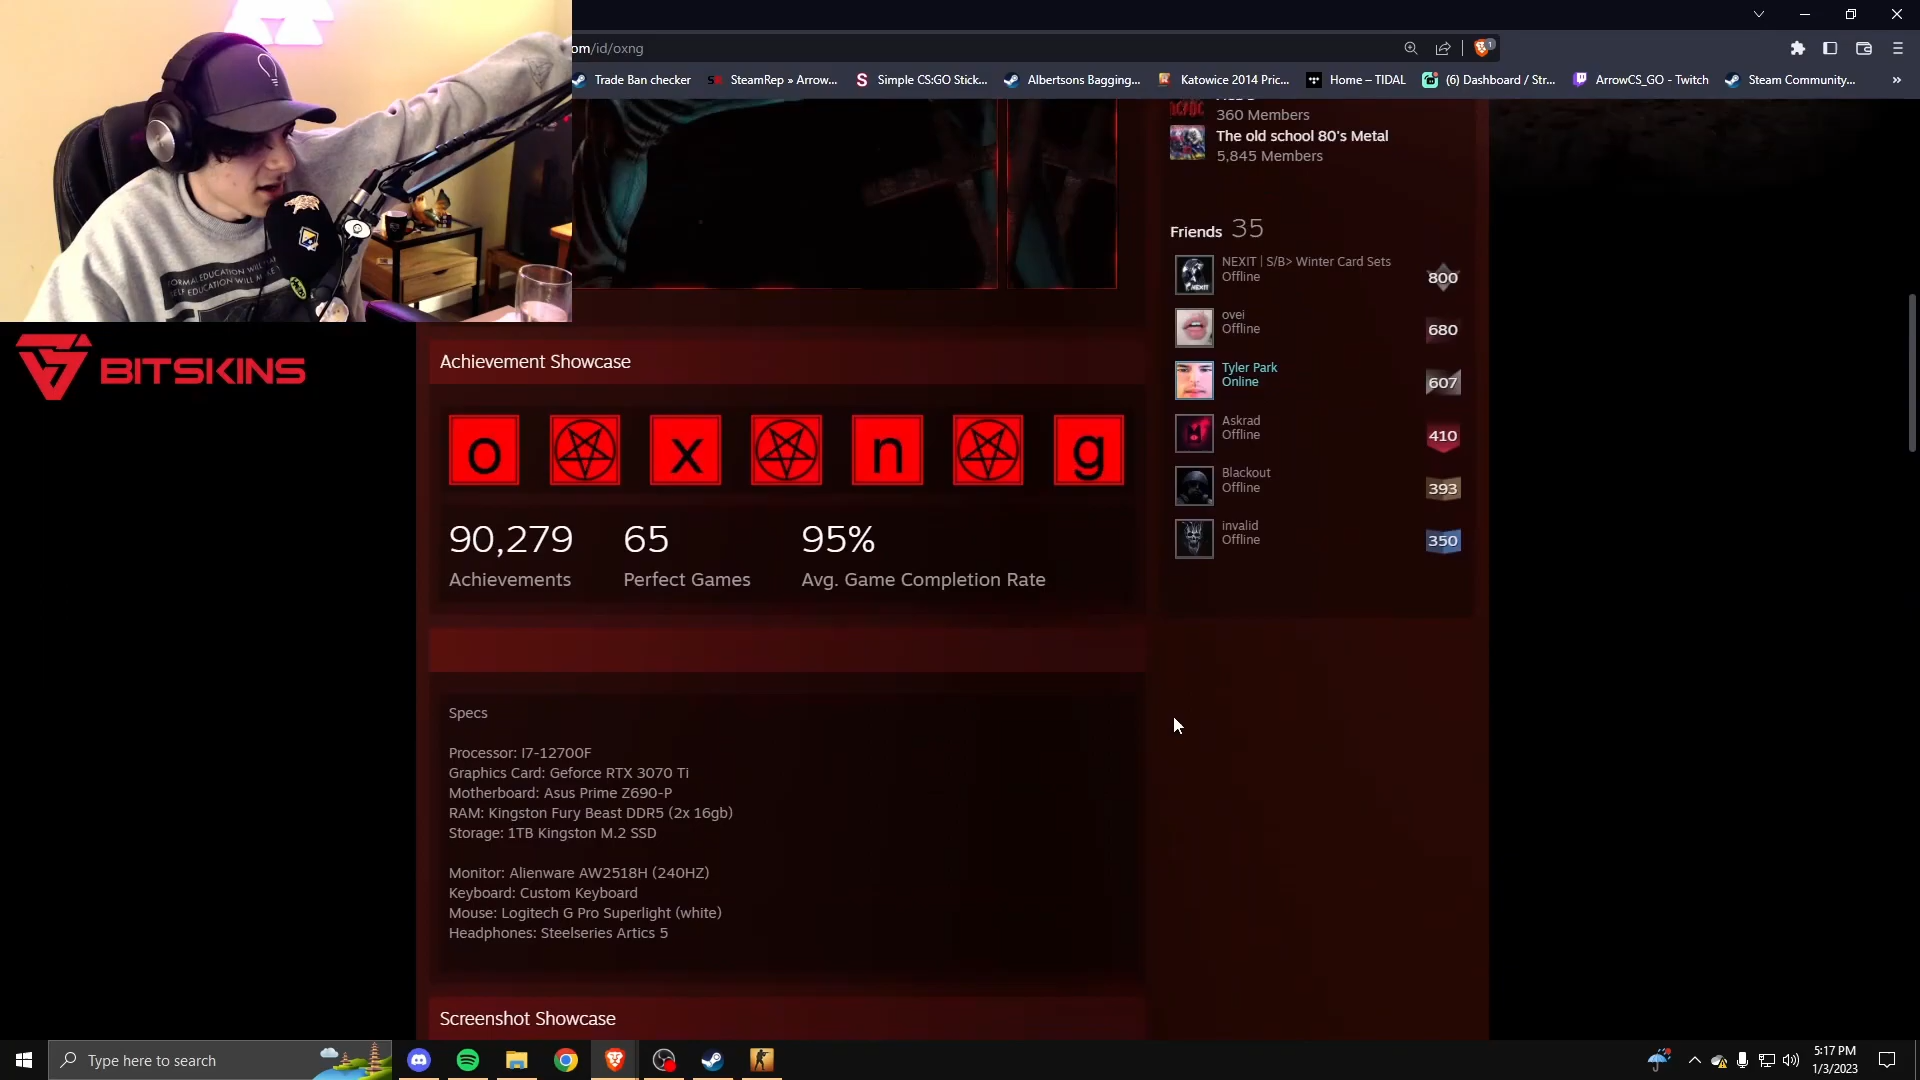 om/id/oxng
1
Trade Ban checker
SteamRep » Arrow...
S
Simple CS:GO Stick...
Albertsons Bagging...
Katowice 2014 Pric...
Home – TIDAL
(6) Dashboard / Str...
ArrowCS_GO - Twitch
Steam Community...
»
360 Members
The old school 80's Metal
5,845 Members
Friends 35
NEXIT | S/B> Winter Card Sets
Offline
800
ovei
Offline
680
Tyler Park
Online
607
Askrad
Offline
410
Blackout
Offline
393
invalid
Offline
350
BITSKINS
Achievement Showcase
o x n g
90,279 65 95%
Achievements Perfect Games Avg. Game Completion Rate
Specs
Processor: I7-12700F
Graphics Card: Geforce RTX 3070 Ti
Motherboard: Asus Prime Z690-P
RAM: Kingston Fury Beast DDR5 (2x 16gb)
Storage: 1TB Kingston M.2 SSD
Monitor: Alienware AW2518H (240HZ)
Keyboard: Custom Keyboard
Mouse: Logitech G Pro Superlight (white)
Headphones: Steelseries Artics 5
Screenshot Showcase
Type here to search
5:17 PM
1/3/2023